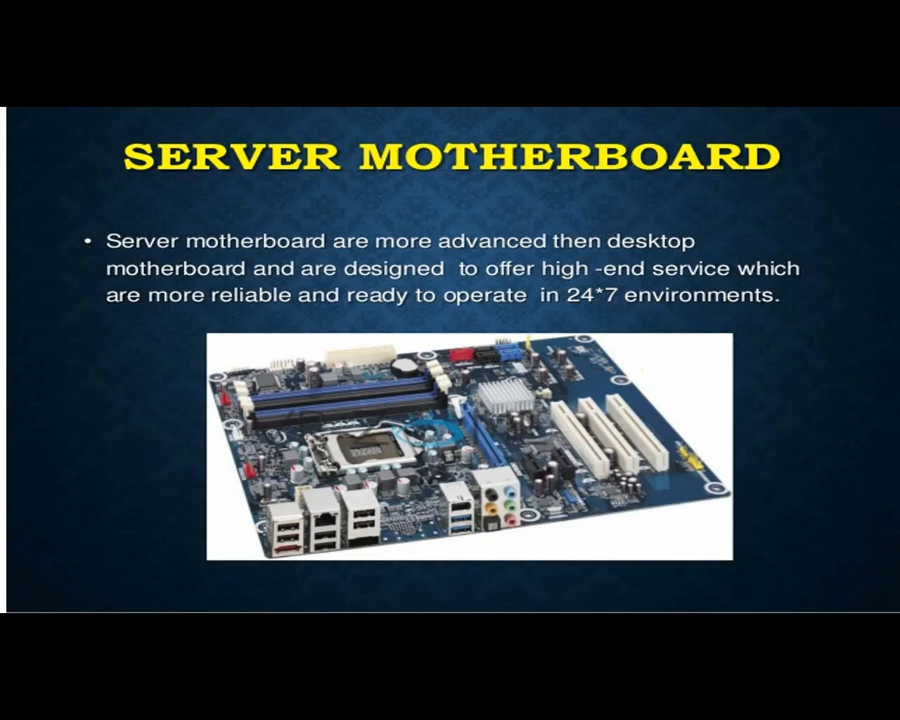 SERVER MOTHERBOARD
• Server motherboard are more advanced then desktop
motherboard and are designed to offer high -end service which
are more reliable and ready to operate in 24*7 environments.